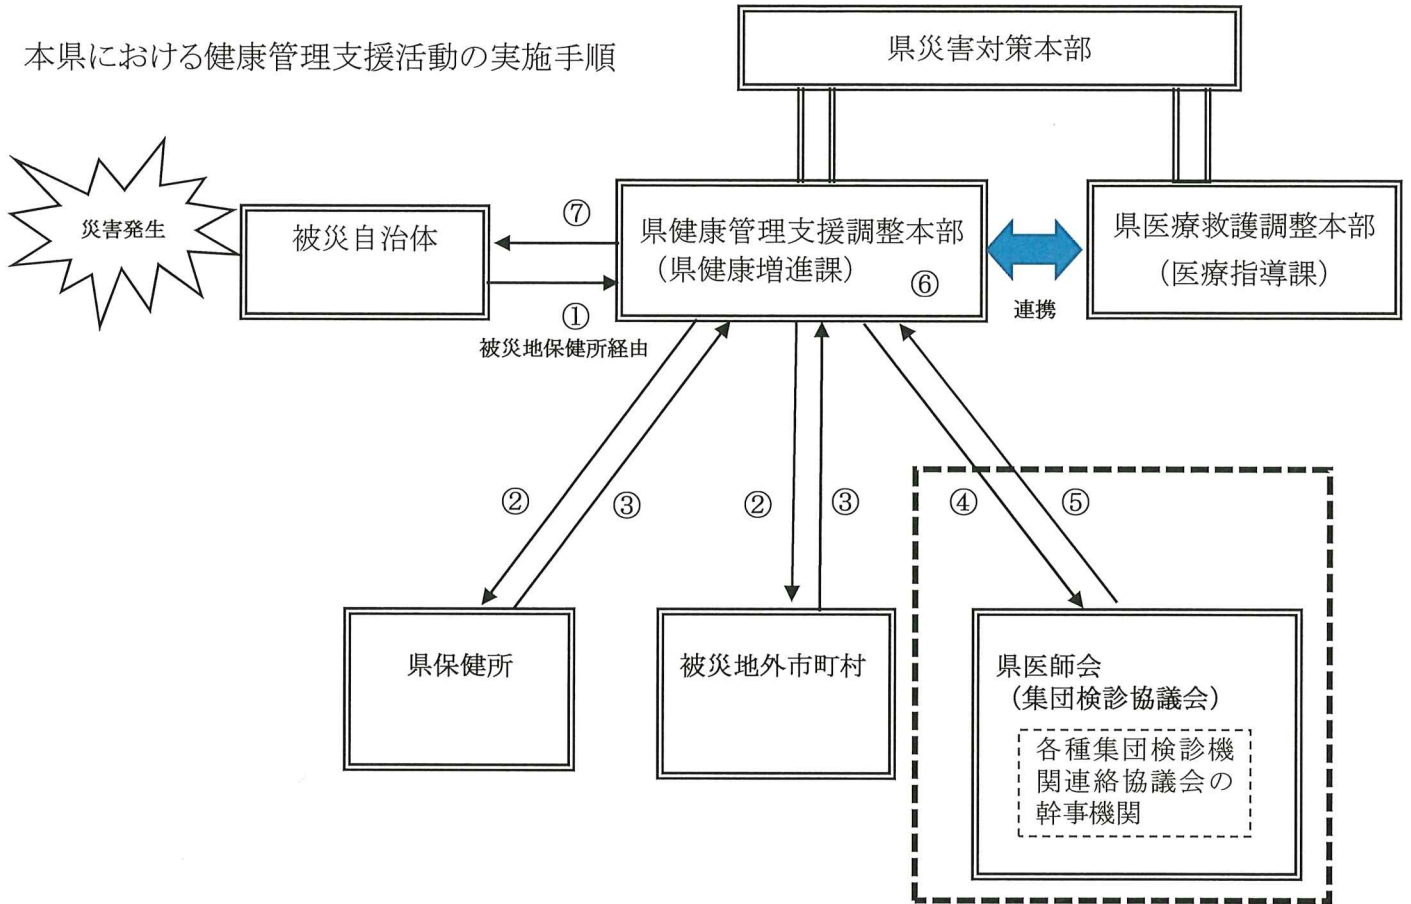 本県における健康管理支援活動の実施手順
県災害対策本部
災害発生
被災自治体
⑦
①
被災地保健所経由
県健康管理支援調整本部
（県健康増進課）
⑥
連携
県医療救護調整本部
（医療指導課）
②
③
②
③
④
⑤
県保健所
被災地外市町村
県医師会
（集団検診協議会）
各種集団検診機
関連絡協議会の
幹事機関